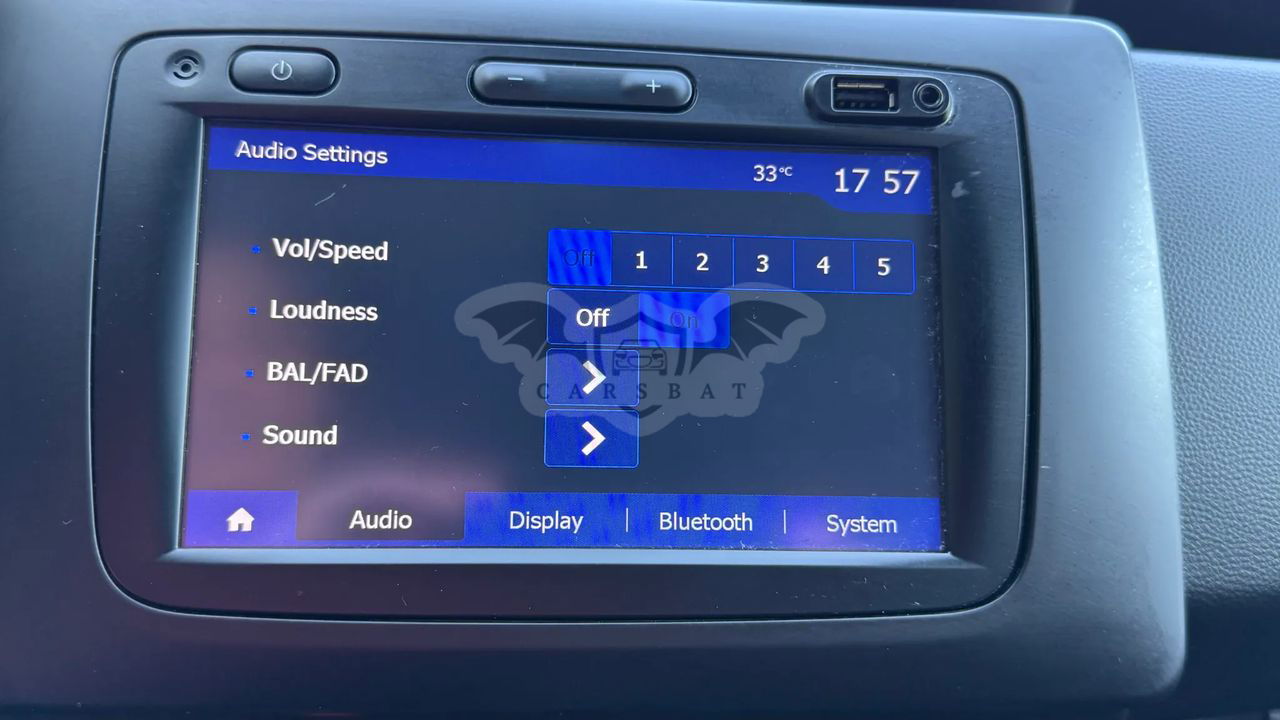 Audio Settings
33°C 17 57
Vol/Speed Off 1 2 3 4 5
Loudness Off On
BAL/FAD
CARSBAT
Sound
Audio Display Bluetooth System